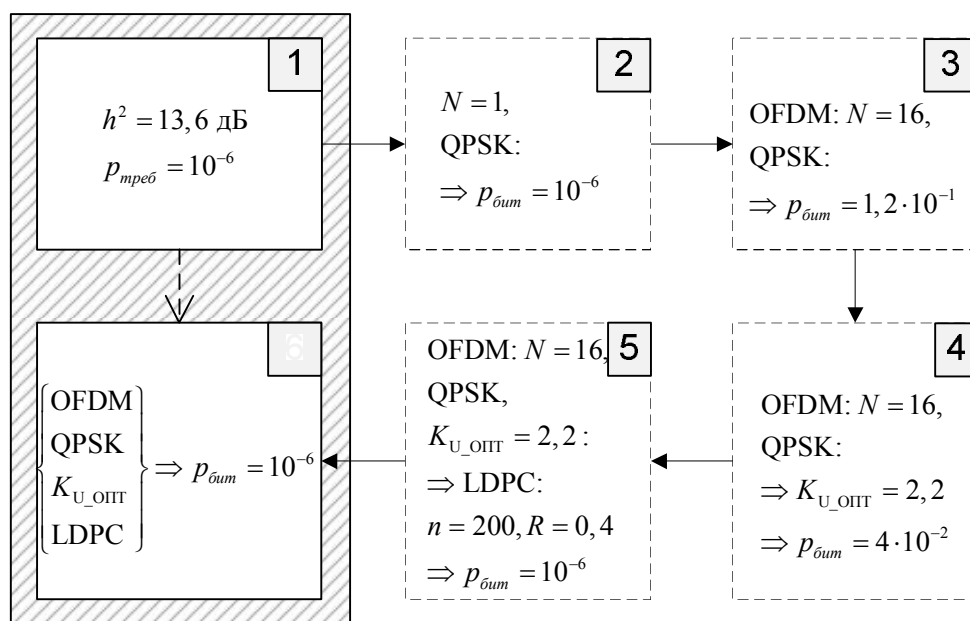 1
h² = 13,6 дБ
p_треб = 10⁻⁶
2
N = 1,
QPSK:
⇒ p_бит = 10⁻⁶
3
OFDM: N = 16,
QPSK:
⇒ p_бит = 1,2·10⁻¹
4
OFDM: N = 16,
QPSK:
⇒ K_U_ОПТ = 2,2
⇒ p_бит = 4·10⁻²
5
OFDM: N = 16,
QPSK,
K_U_ОПТ = 2,2 :
⇒ LDPC:
n = 200, R = 0,4
⇒ p_бит = 10⁻⁶
6
OFDM
QPSK
K_U_ОПТ
LDPC
⇒ p_бит = 10⁻⁶